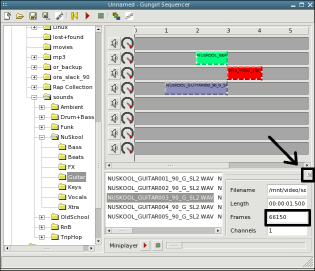 Unnamed - Gungirl Sequencer
Linux
lost+found
movies
mp3
or_backup
ora_slack_90
Rap Collection
sounds
Ambient
Drum+Bass
Funk
NuSkool
Bass
Beats
FX
Guitar
Keys
Vocals
Xtra
OldSchool
RnB
TripHop
0 1 2 3 4 5
NUSKOOL_GUITAR001_90_G_SL2.WAV N
NUSKOOL_GUITAR002_90_G_SL2.WAV N
NUSKOOL_GUITAR003_90_G_SL2.WAV N
NUSKOOL_GUITAR004_90_G_SL2.WAV N
NUSKOOL_GUITAR005_90_G_SL2.WAV N
Filename /mnt/video/sc
Length 00:00:01.500
Frames 66150
Channels 1
Miniplayer